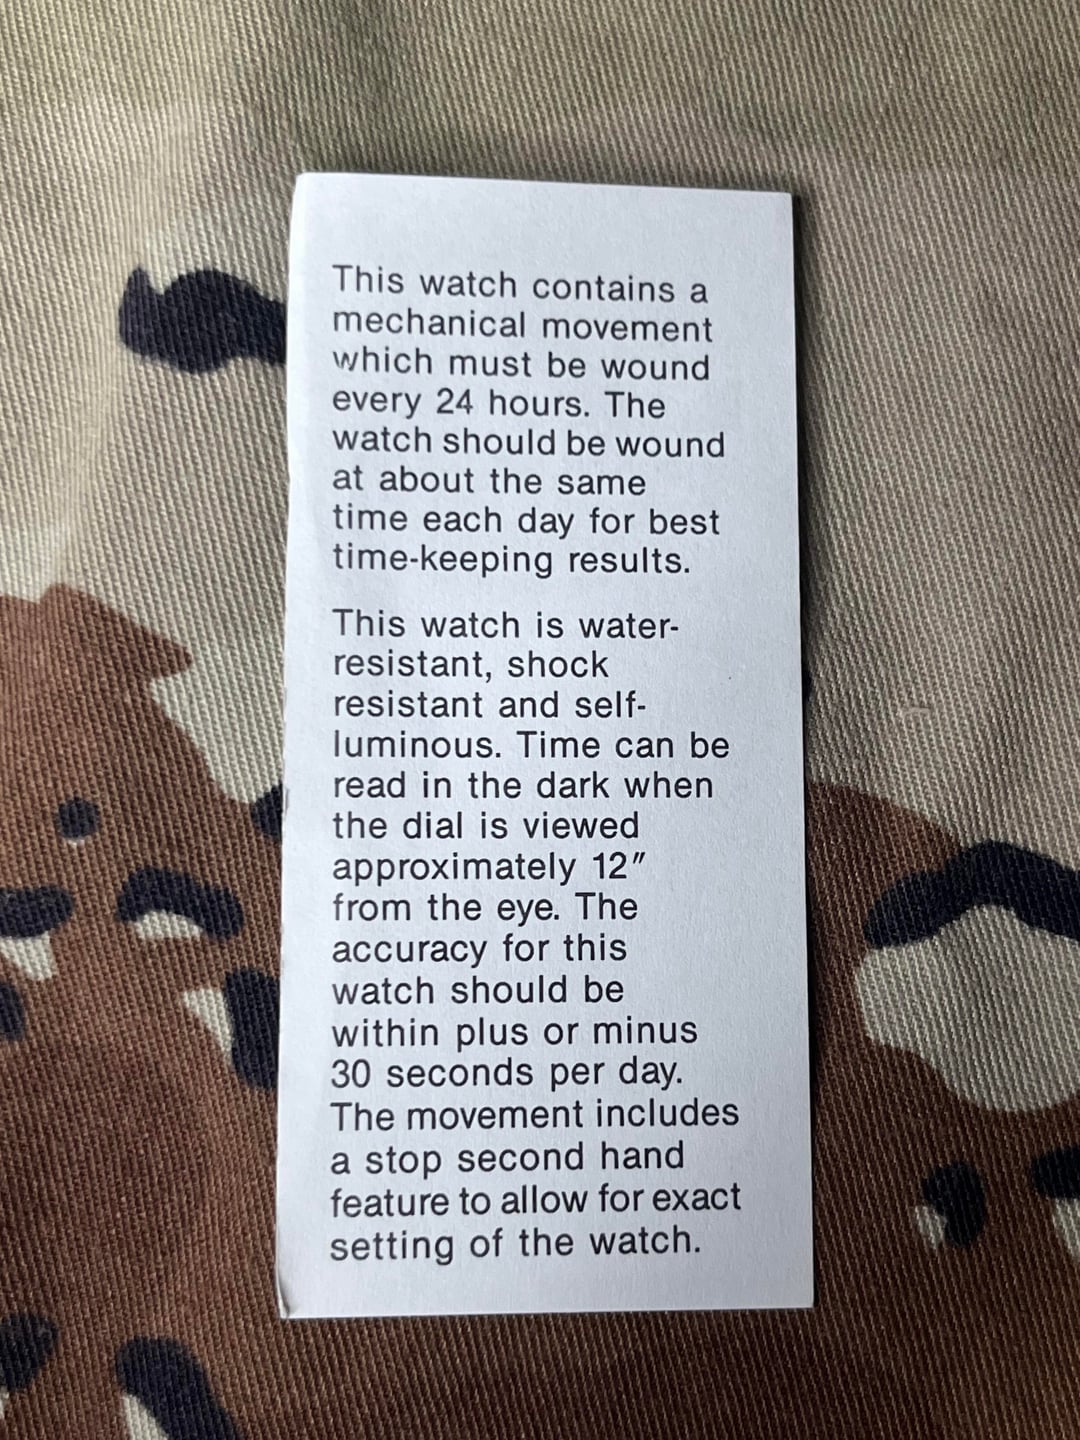 This watch contains a
mechanical movement
which must be wound
every 24 hours. The
watch should be wound
at about the same
time each day for best
time-keeping results.
This watch is water-
resistant, shock
resistant and self-
luminous. Time can be
read in the dark when
the dial is viewed
approximately 12″
from the eye. The
accuracy for this
watch should be
within plus or minus
30 seconds per day.
The movement includes
a stop second hand
feature to allow for exact
setting of the watch.